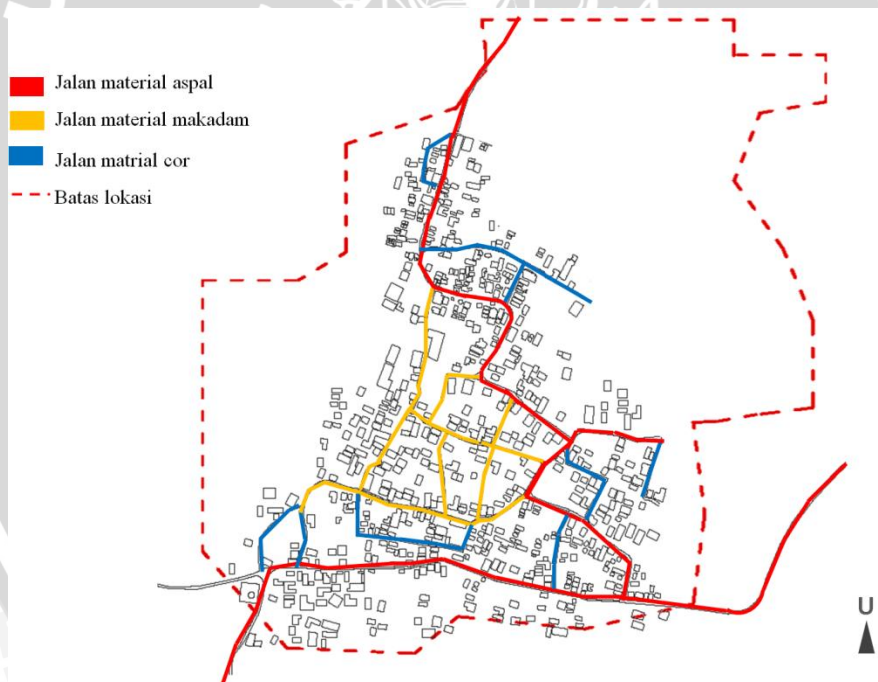 Jalan material aspal
Jalan material makadam
Jalan matrial cor
Batas lokasi
U